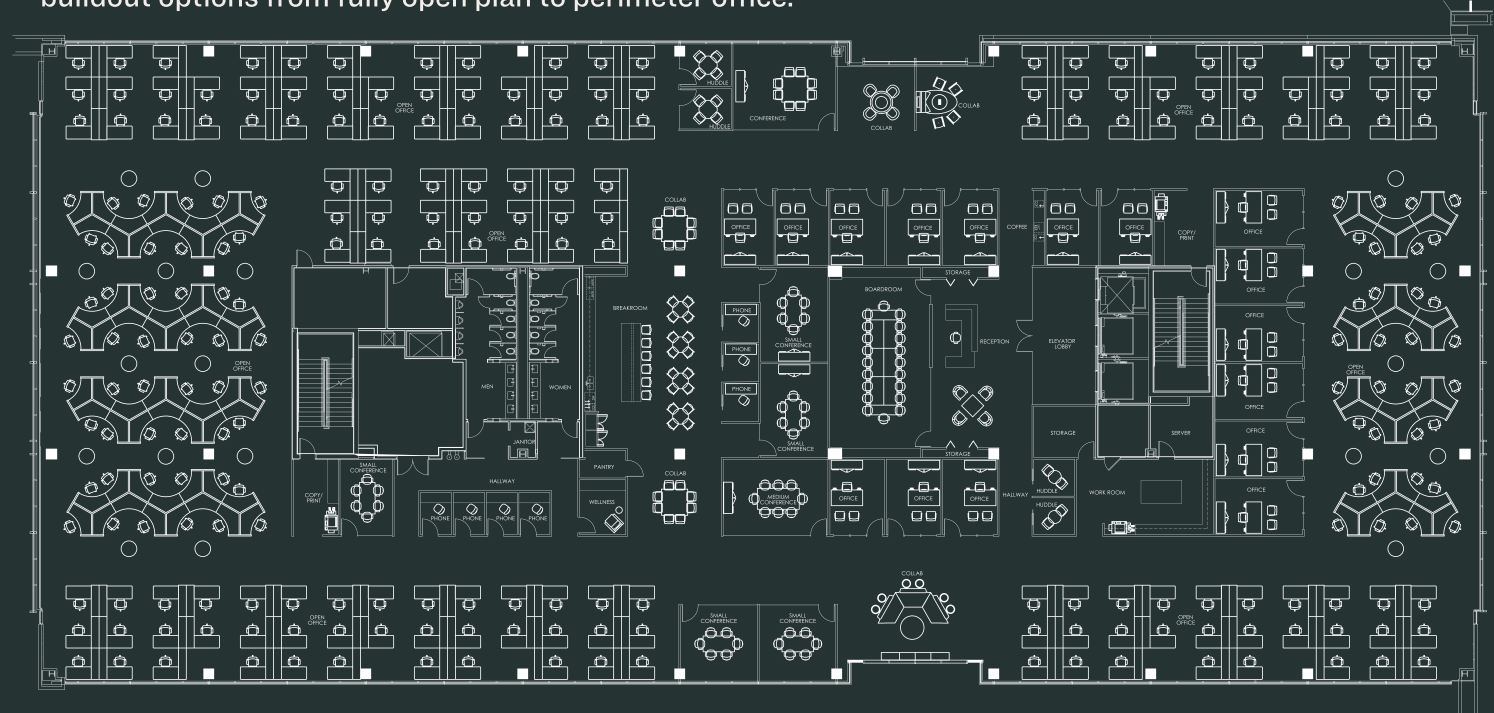 buildout options from fully open plan to perimeter office.
HUDDLE
HUDDLE
CONFERENCE
COLLAB
COLLAB
OPEN
OFFICE
OPEN
OFFICE
COLLAB
OPEN
OFFICE
OFFICE
OFFICE
OFFICE
OFFICE
OFFICE
COFFEE
OFFICE
OFFICE
COPY/
PRINT
OFFICE
STORAGE
BOARDROOM
OFFICE
BREAKROOM
PHONE
OFFICE
SMALL
CONFERENCE
RECEPTION
ELEVATOR
LOBBY
PHONE
OPEN
OFFICE
OPEN
OFFICE
MEN
WOMEN
PHONE
OFFICE
JANITOR
SMALL
CONFERENCE
STORAGE
SERVER
OFFICE
STORAGE
SMALL
CONFERENCE
PANTRY
COLLAB
HALLWAY
COPY/
PRINT
WELLNESS
MEDIUM
CONFERENCE
OFFICE
OFFICE
OFFICE
HALLWAY
HUDDLE
HUDDLE
WORK ROOM
OFFICE
PHONE
PHONE
PHONE
PHONE
COLLAB
OPEN
OFFICE
SMALL
CONFERENCE
SMALL
CONFERENCE
OPEN
OFFICE